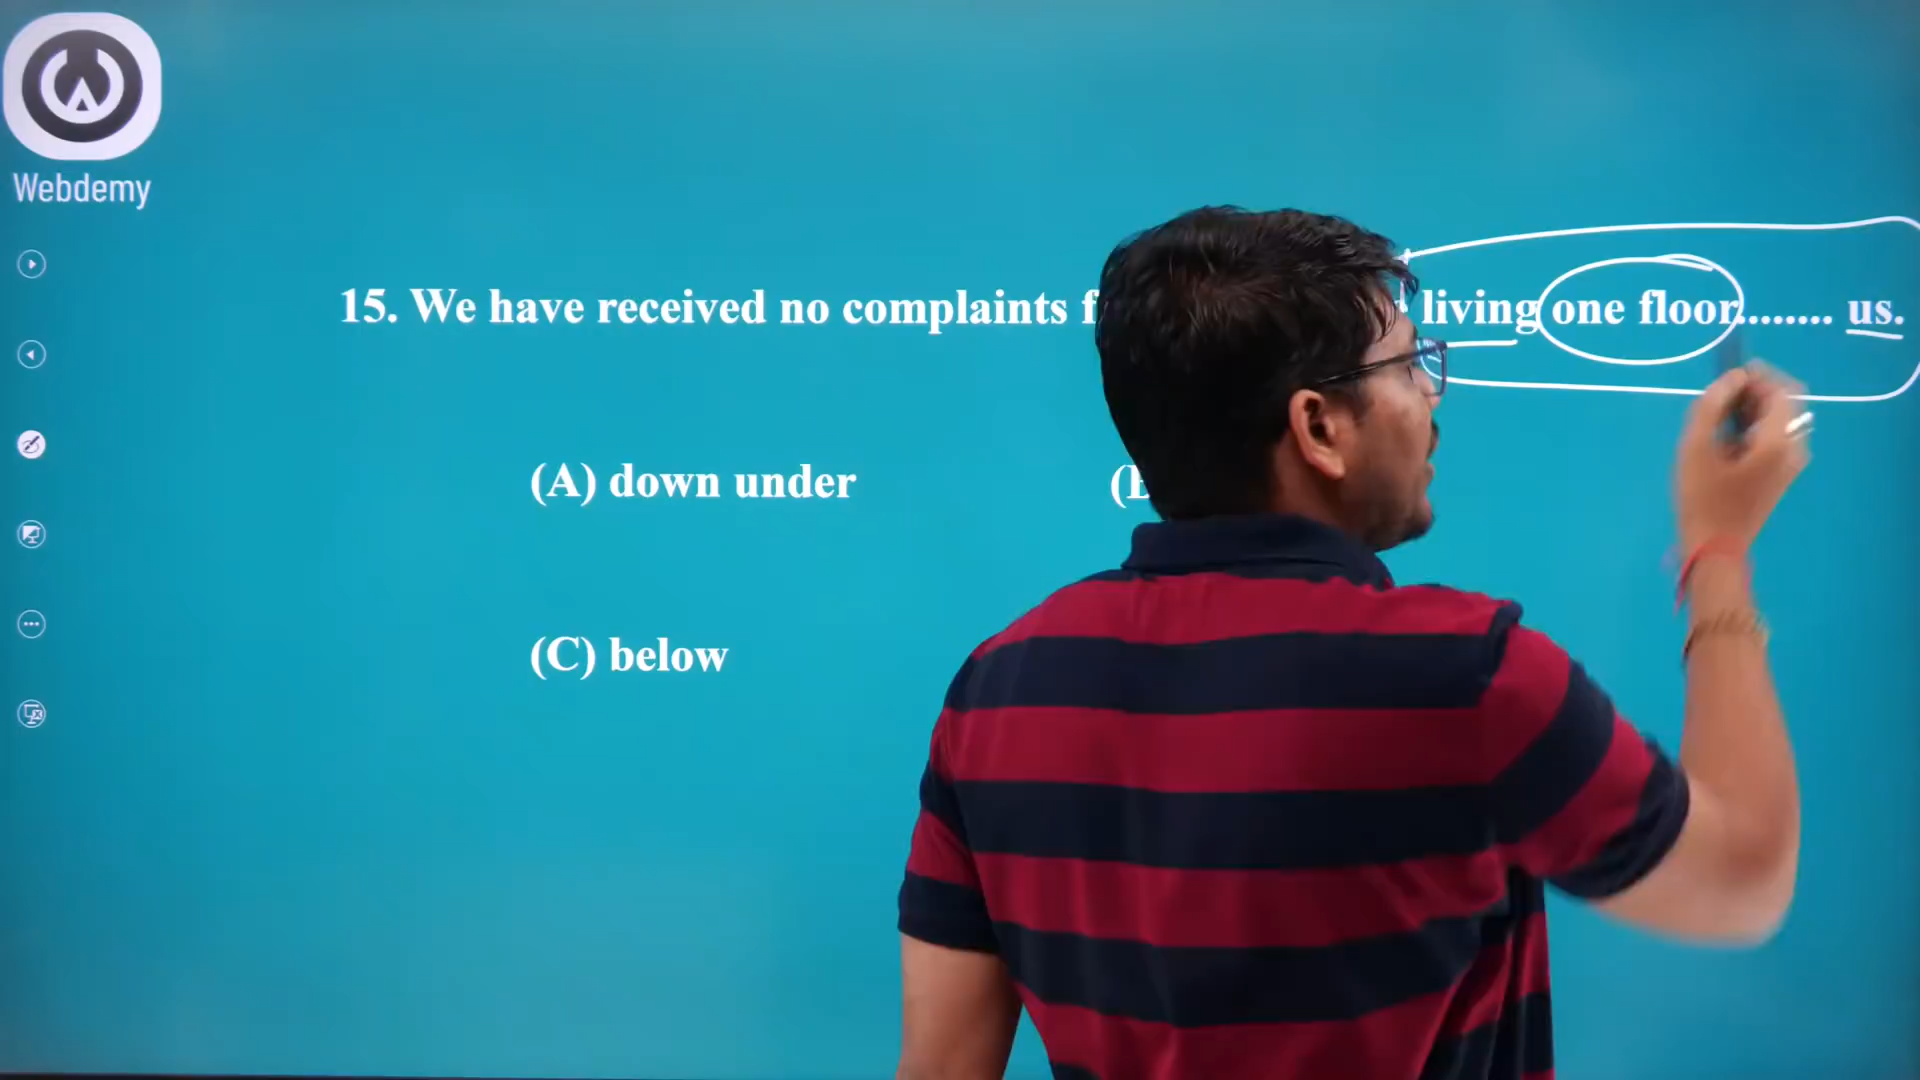 Webdemy
15. We have received no complaints living one floor........ us.
(A) down under
(C) below